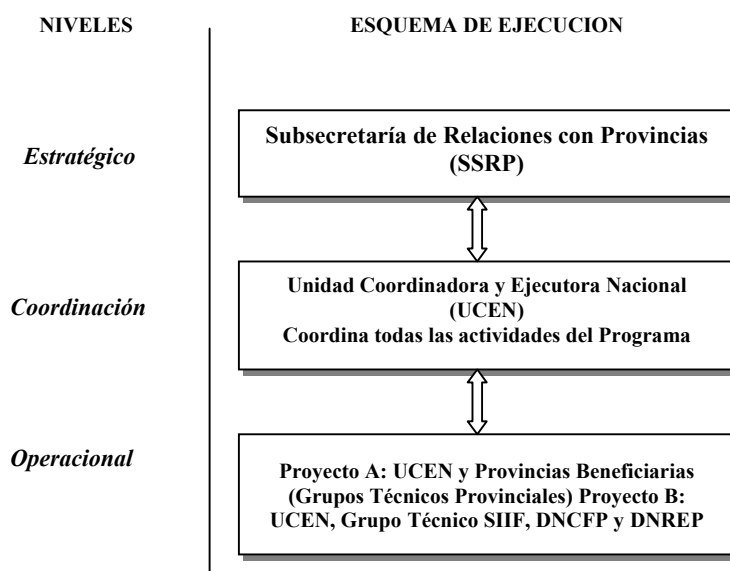 NIVELES
ESQUEMA DE EJECUCION
Estratégico
Subsecretaría de Relaciones con Provincias
(SSRP)
Coordinación
Unidad Coordinadora y Ejecutora Nacional
(UCEN)
Coordina todas las actividades del Programa
Operacional
Proyecto A: UCEN y Provincias Beneficiarias
(Grupos Técnicos Provinciales) Proyecto B:
UCEN, Grupo Técnico SIIF, DNCFP y DNREP